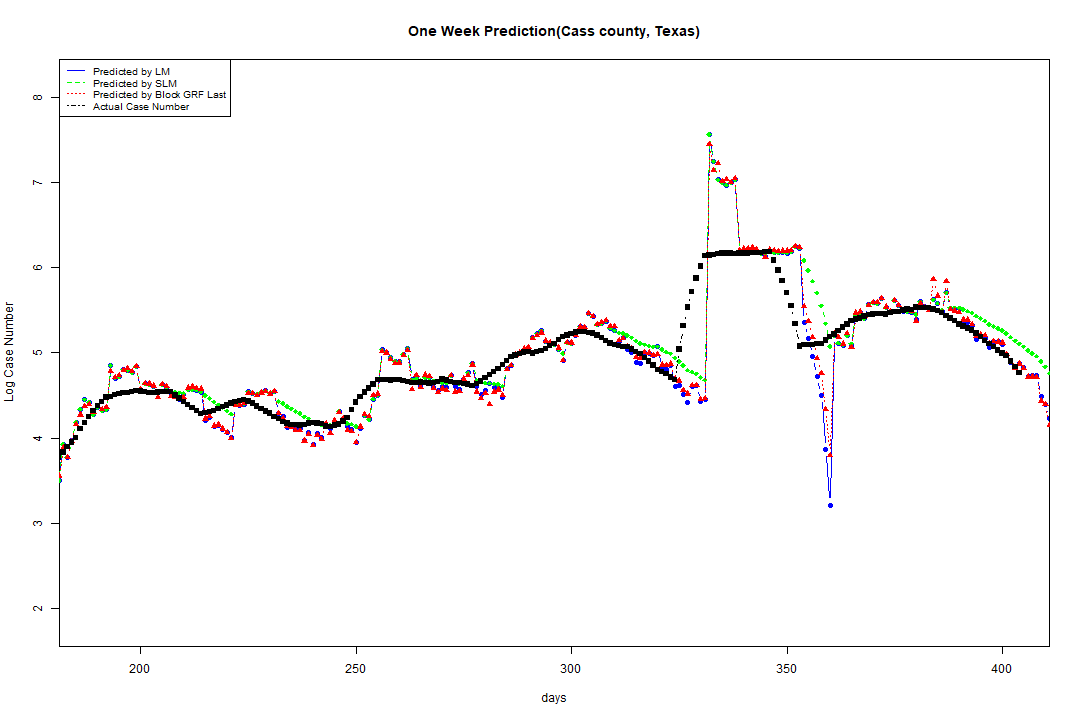 One Week Prediction(Cass county, Texas)
Predicted by LM
Predicted by SLM
Predicted by Block GRF Last
Actual Case Number
8
7
6
5
4
3
2
Log Case Number
200 250 300 350 400
days